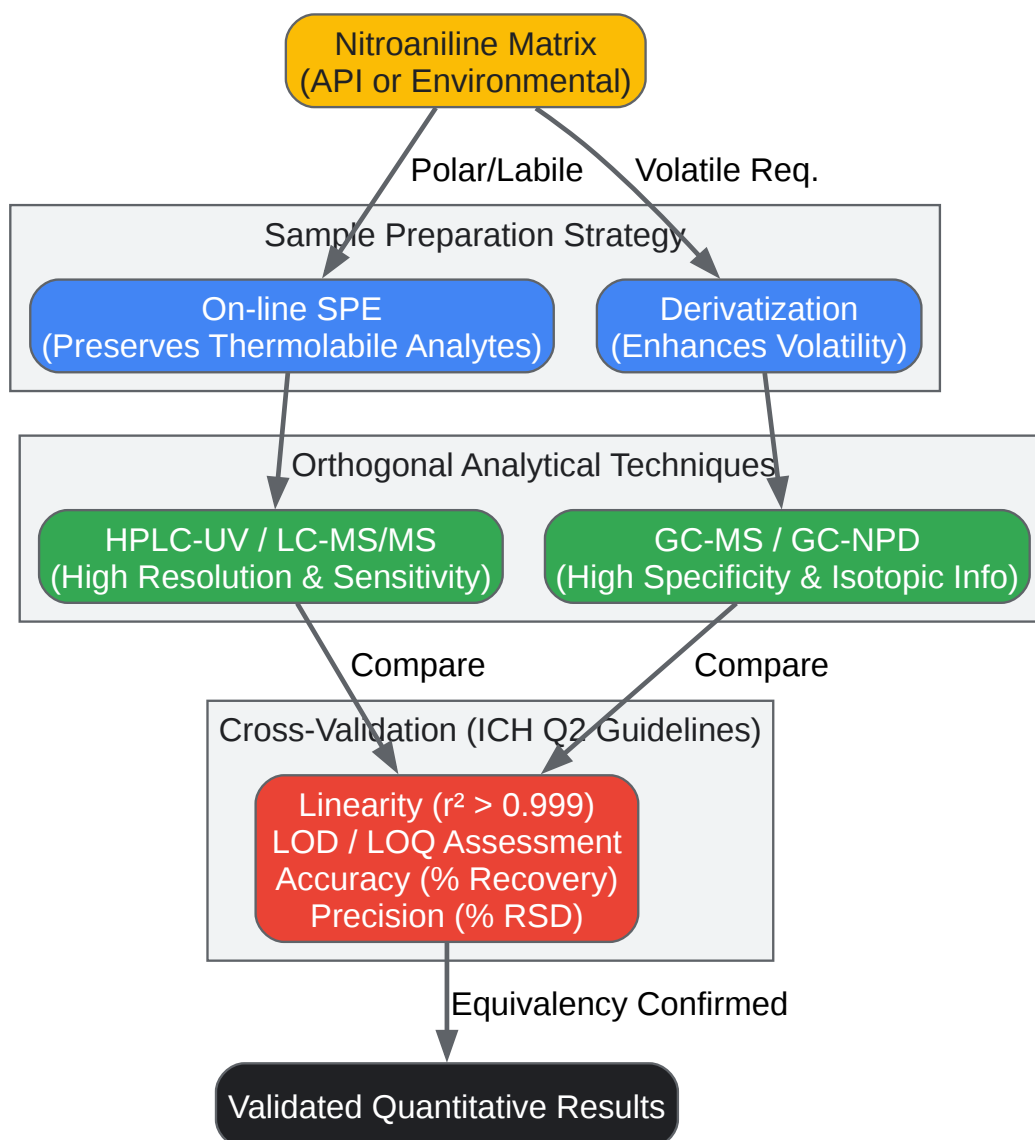 Nitroaniline Matrix
(API or Environmental)
Polar/Labile
Volatile Req.
Sample Preparation Strategy
On-line SPE
(Preserves Thermolabile Analytes)
Derivatization
(Enhances Volatility)
Orthogonal Analytical Techniques
HPLC-UV / LC-MS/MS
(High Resolution & Sensitivity)
GC-MS / GC-NPD
(High Specificity & Isotopic Info)
Compare
Compare
Cross-Validation (ICH Q2 Guidelines)
Linearity (r² > 0.999)
LOD / LOQ Assessment
Accuracy (% Recovery)
Precision (% RSD)
Equivalency Confirmed
Validated Quantitative Results